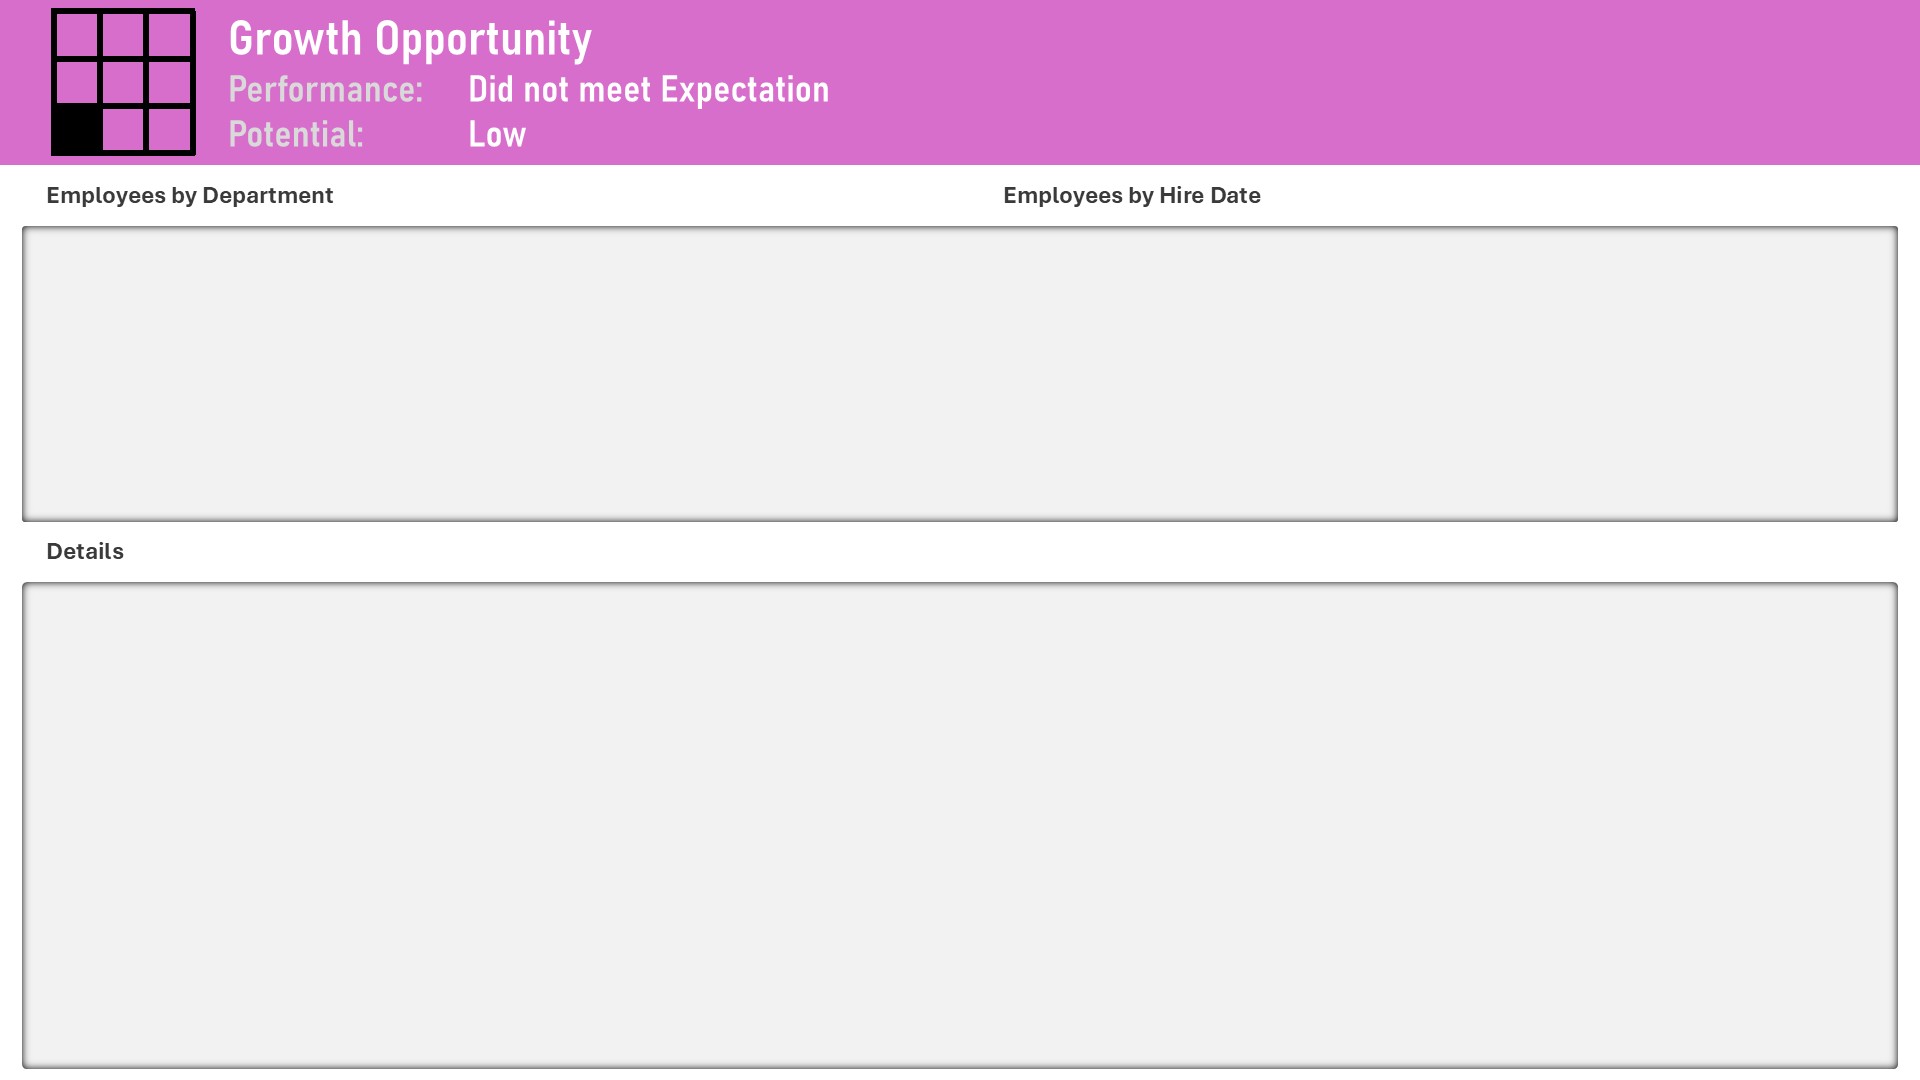 Growth Opportunity
Performance: Did not meet Expectation
Potential: Low
Employees by Department
Employees by Hire Date
Details